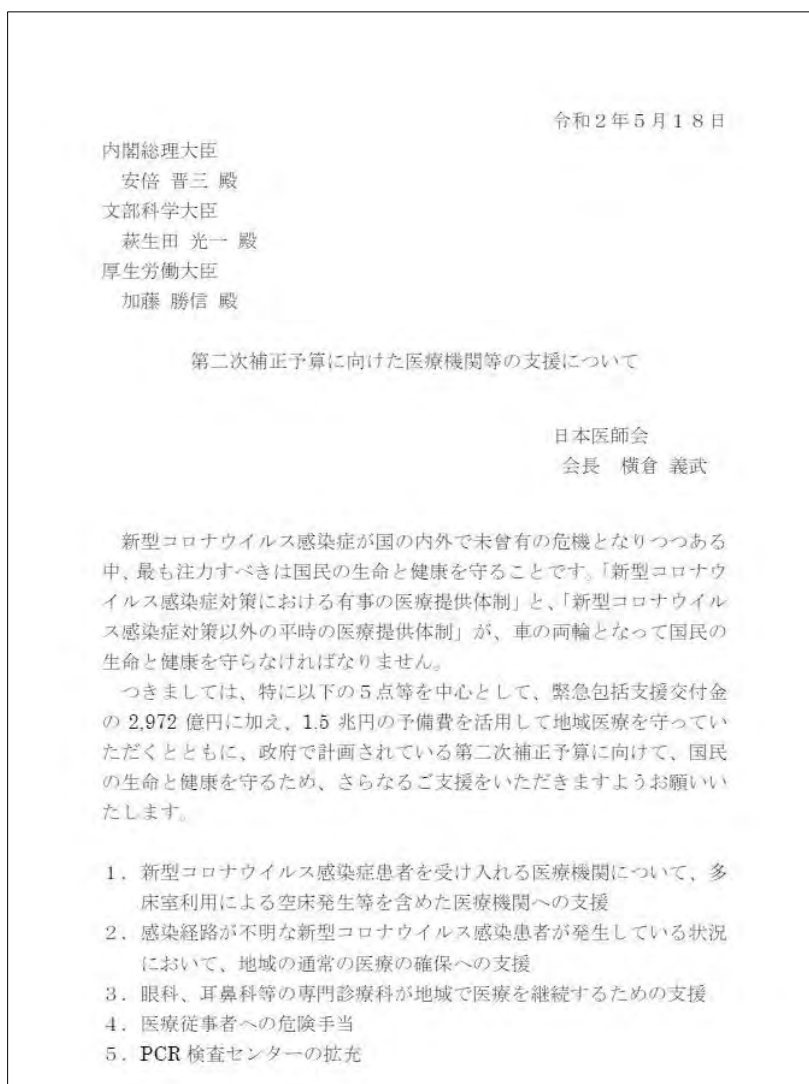 令和２年５月１８日
内閣総理大臣
安倍 晋三 殿
文部科学大臣
萩生田 光一 殿
厚生労働大臣
加藤 勝信 殿
第二次補正予算に向けた医療機関等の支援について
日本医師会
会長　横倉 義武
新型コロナウイルス感染症が国の内外で未曾有の危機となりつつある
中、最も注力すべきは国民の生命と健康を守ることです。「新型コロナウ
イルス感染症対策における有事の医療提供体制」と、「新型コロナウイル
ス感染症対策以外の平時の医療提供体制」が、車の両輪となって国民の
生命と健康を守らなければなりません。
つきましては、特に以下の５点等を中心として、緊急包括支援交付金
の 2,972 億円に加え、1.5 兆円の予備費を活用して地域医療を守ってい
ただくとともに、政府で計画されている第二次補正予算に向けて、国民
の生命と健康を守るため、さらなるご支援をいただきますようお願いい
たします。
１．新型コロナウイルス感染症患者を受け入れる医療機関について、多
床室利用による空床発生等を含めた医療機関への支援
２．感染経路が不明な新型コロナウイルス感染患者が発生している状況
において、地域の通常の医療の確保への支援
３．眼科、耳鼻科等の専門診療科が地域で医療を継続するための支援
４．医療従事者への危険手当
５．PCR 検査センターの拡充